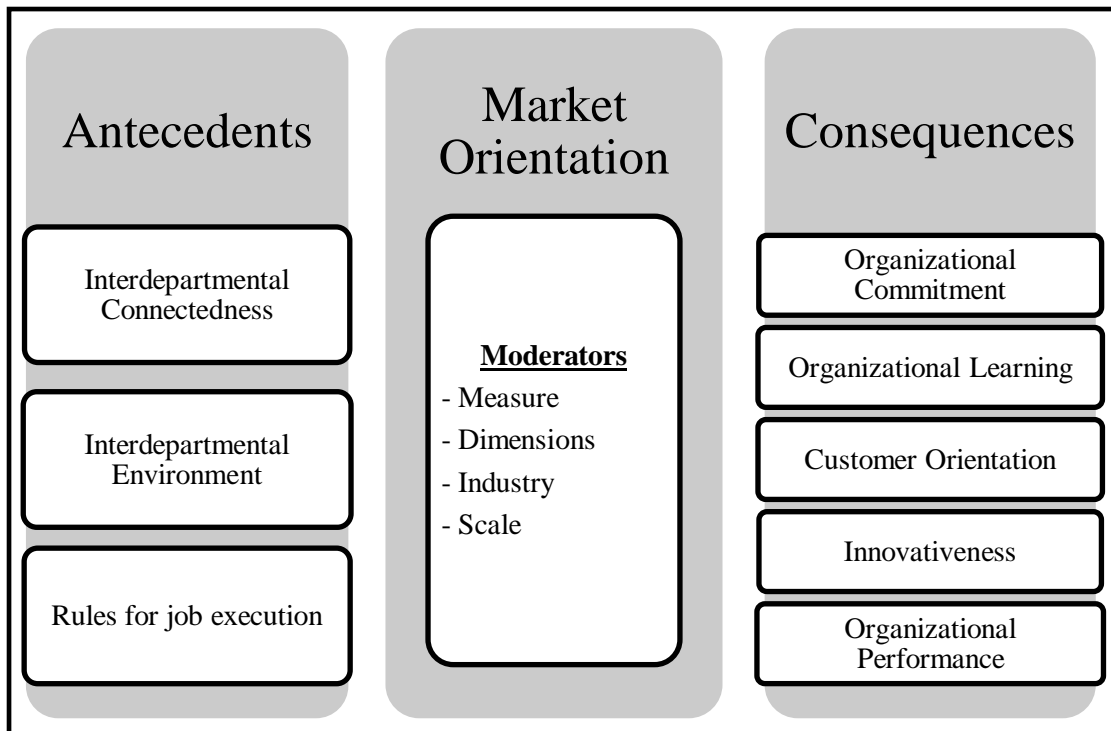 Antecedents
Interdepartmental
Connectedness
Interdepartmental
Environment
Rules for job execution
Market
Orientation
Moderators
- Measure
- Dimensions
- Industry
- Scale
Consequences
Organizational
Commitment
Organizational Learning
Customer Orientation
Innovativeness
Organizational
Performance